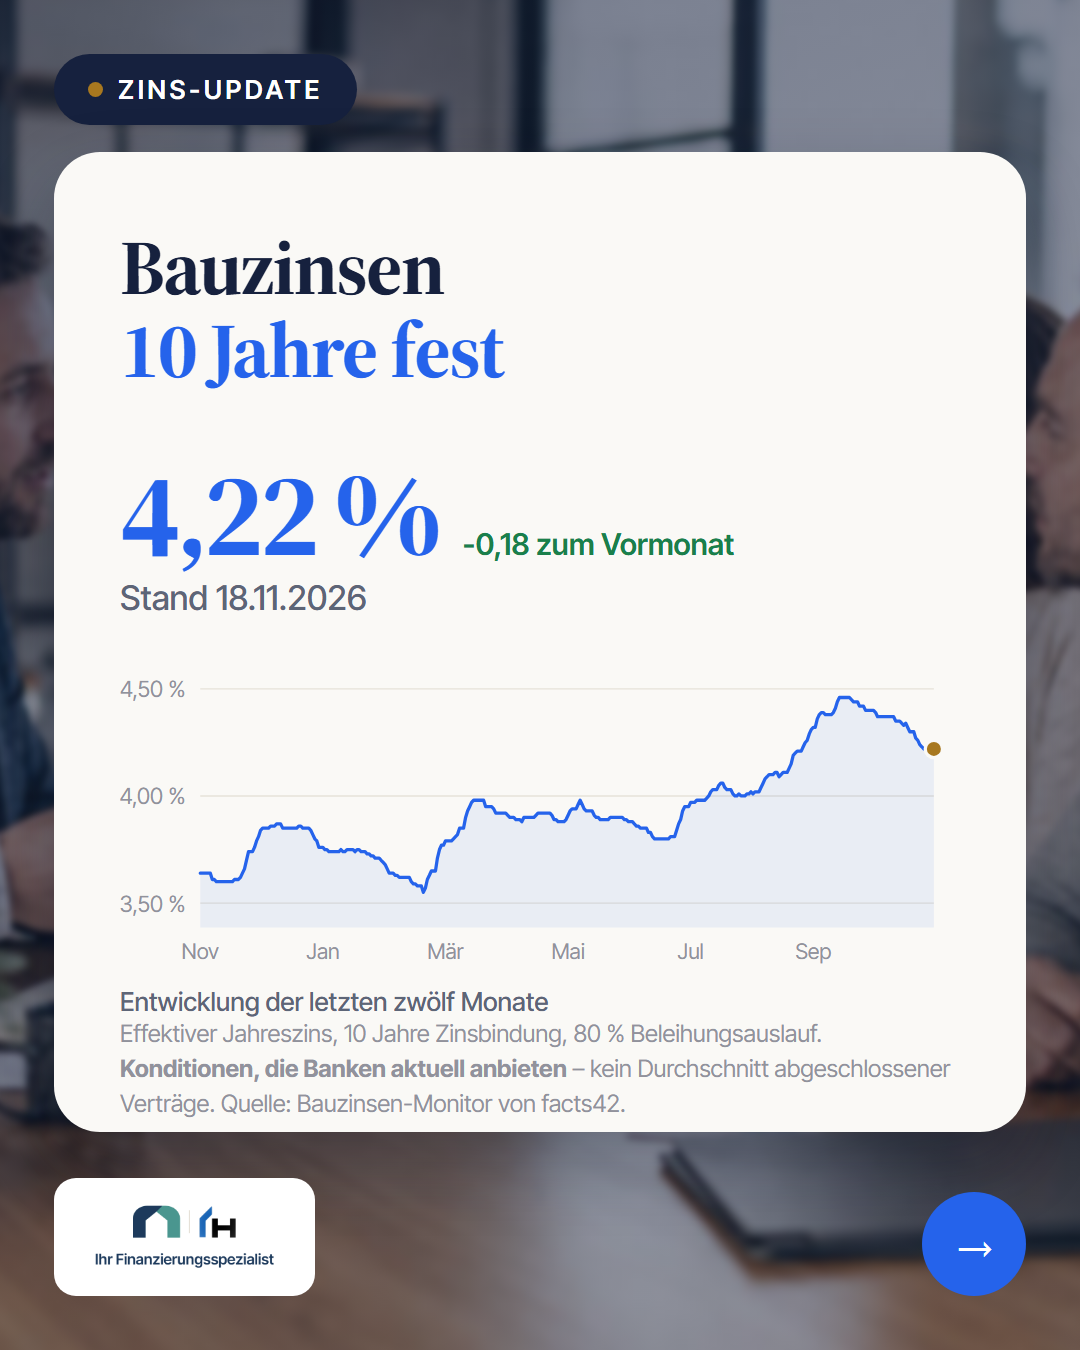 ZINS-UPDATE
Bauzinsen
10 Jahre fest
4,22 % -0,18 zum Vormonat
Stand 18.11.2026
4,50 %
4,00 %
3,50 %
Nov Jan Mär Mai Jul Sep
Entwicklung der letzten zwölf Monate
Effektiver Jahreszins, 10 Jahre Zinsbindung, 80 % Beleihungsauslauf.
Konditionen, die Banken aktuell anbieten – kein Durchschnitt abgeschlossener
Verträge. Quelle: Bauzinsen-Monitor von facts42.
Ihr Finanzierungsspezialist
→